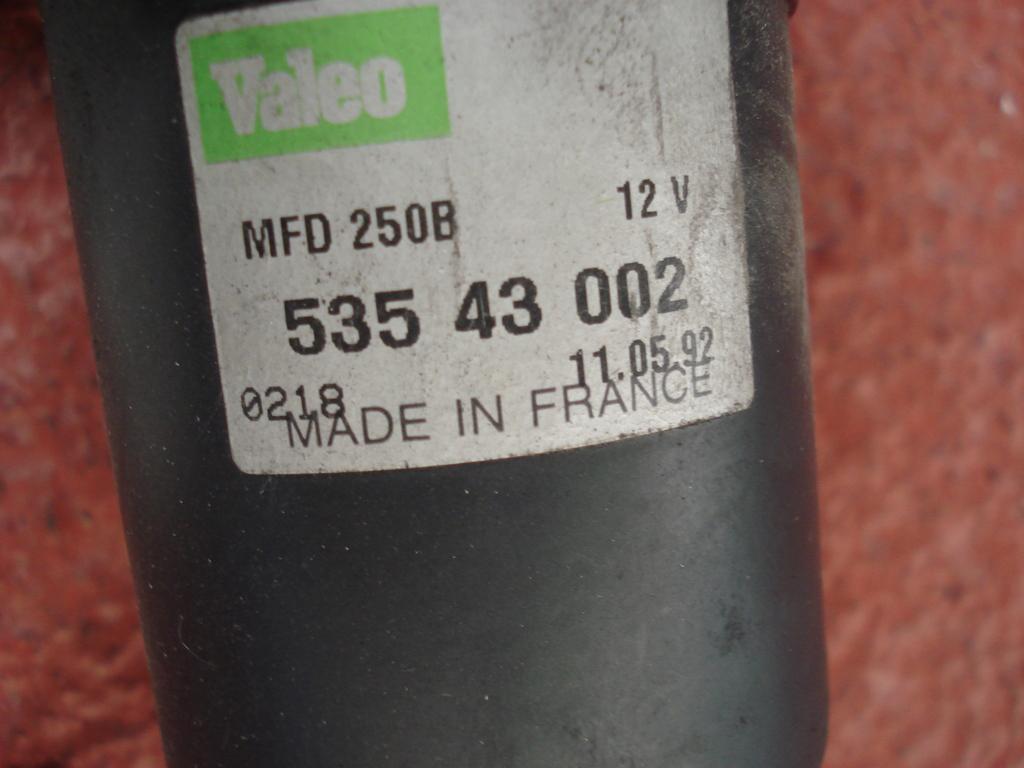 Valeo
MFD 250B 12 V
535 43 002
11.05.92
0218
MADE IN FRANCE